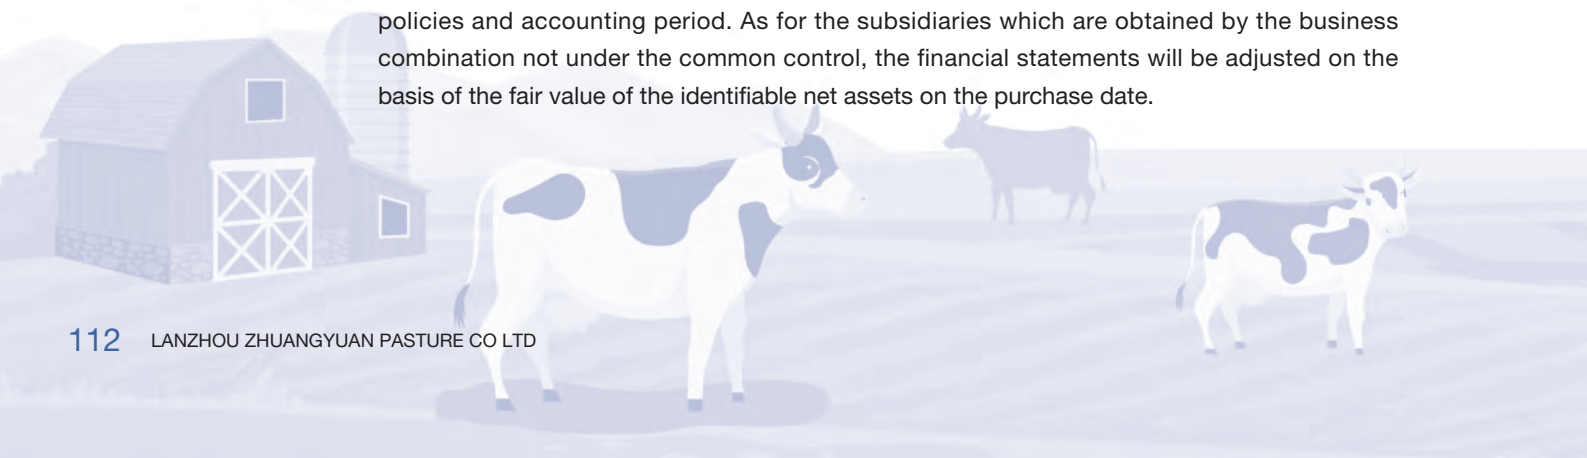 policies and accounting period. As for the subsidiaries which are obtained by the business
combination not under the common control, the financial statements will be adjusted on the
basis of the fair value of the identifiable net assets on the purchase date.
112 LANZHOU ZHUANGYUAN PASTURE CO LTD